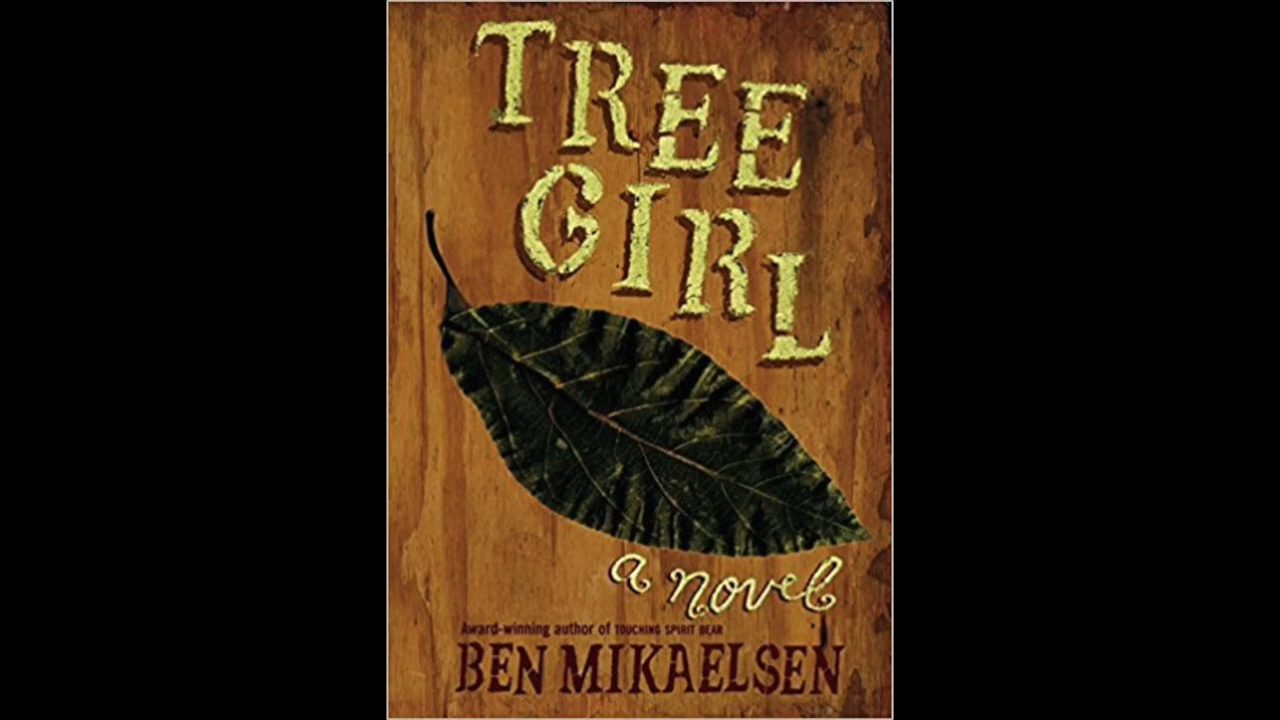 TREE
GIRL
a novel
Award-winning author of TOUCHING SPIRIT BEAR
BEN MIKAELSEN